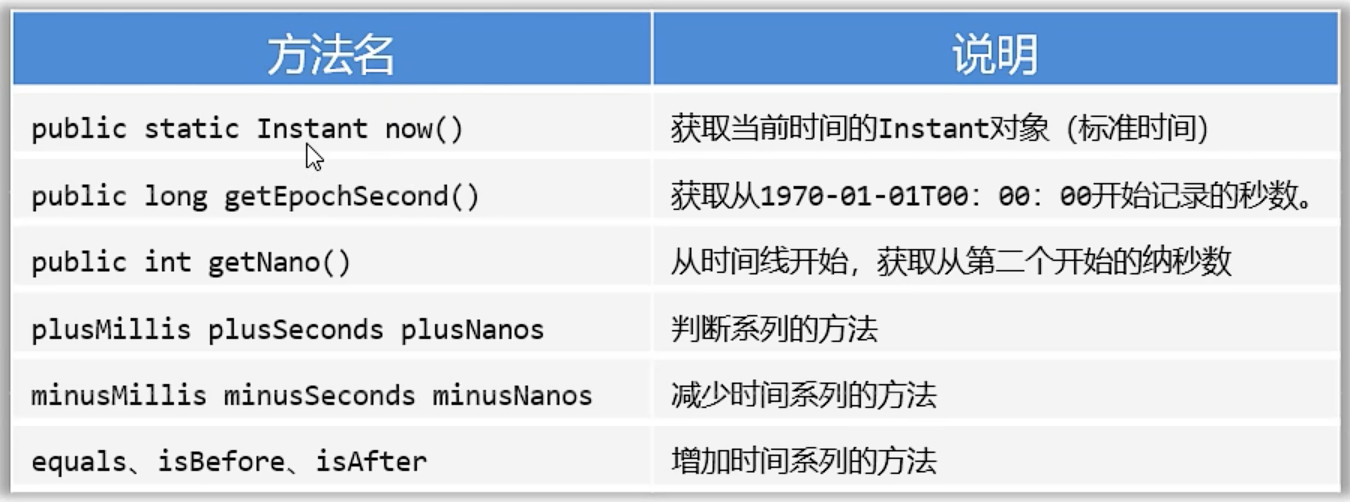 方法名 说明
public static Instant now() 获取当前时间的Instant对象（标准时间）
public long getEpochSecond() 获取从1970-01-01T00：00：00开始记录的秒数。
public int getNano() 从时间线开始，获取从第二个开始的纳秒数
plusMillis plusSeconds plusNanos 判断系列的方法
minusMillis minusSeconds minusNanos 减少时间系列的方法
equals、isBefore、isAfter 增加时间系列的方法